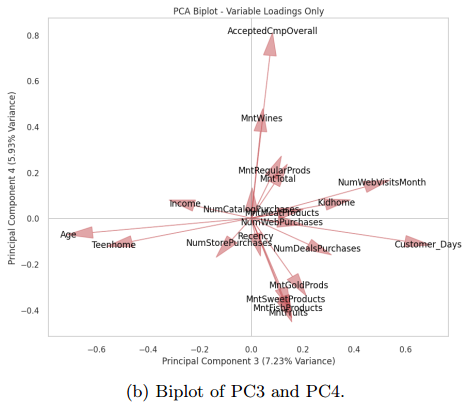 PCA Biplot - Variable Loadings Only
AcceptedCmpOverall
MntWines
MntRegularProds
MntTotal
NumWebVisitsMonth
Kidhome
Income
NumCatalogPurchases
MntMeatProducts
NumWebPurchases
Age
Recency
Teenhome
NumStorePurchases
NumDealsPurchases
Customer_Days
MntGoldProds
MntSweetProducts
MntFishProducts
MntFruits
Principal Component 4 (5.93% Variance)
0.8
0.6
0.4
0.2
0.0
−0.2
−0.4
−0.6 −0.4 −0.2 0.0 0.2 0.4 0.6
Principal Component 3 (7.23% Variance)
(b) Biplot of PC3 and PC4.